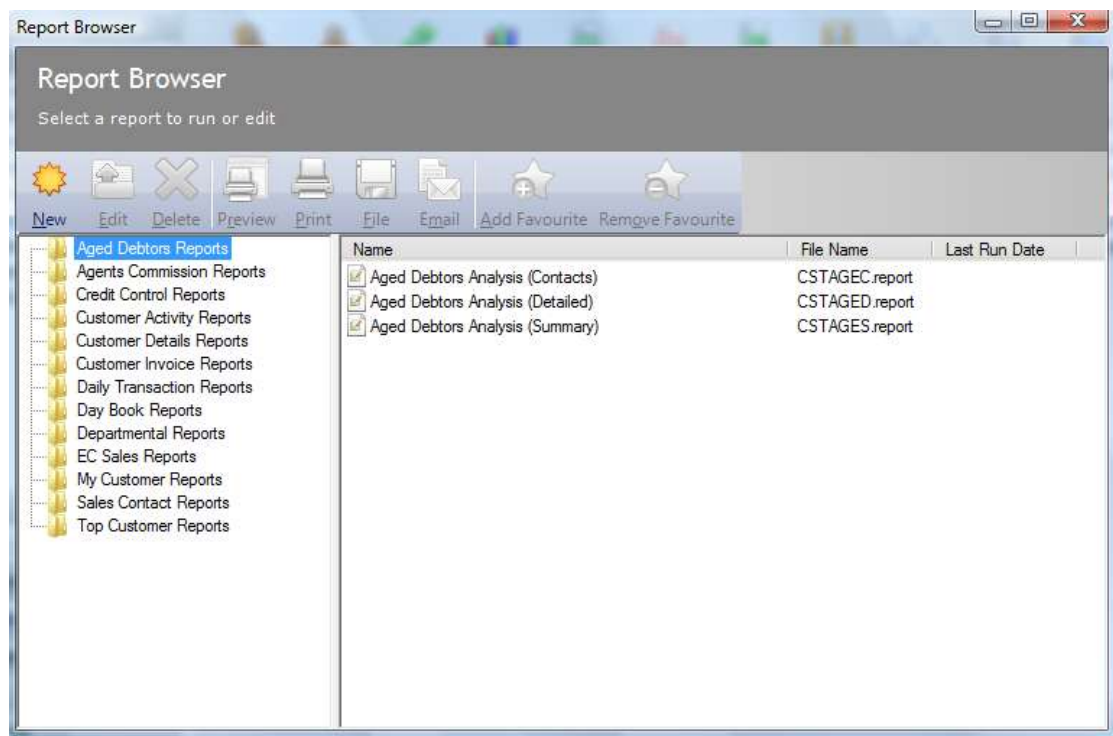 Report Browser
Report Browser
Select a report to run or edit
New Edit Delete Preview Print File Email Add Favourite Remove Favourite
Aged Debtors Reports
Agents Commission Reports
Credit Control Reports
Customer Activity Reports
Customer Details Reports
Customer Invoice Reports
Daily Transaction Reports
Day Book Reports
Departmental Reports
EC Sales Reports
My Customer Reports
Sales Contact Reports
Top Customer Reports
Name File Name Last Run Date
Aged Debtors Analysis (Contacts) CSTAGEC.report
Aged Debtors Analysis (Detailed) CSTAGED.report
Aged Debtors Analysis (Summary) CSTAGES.report